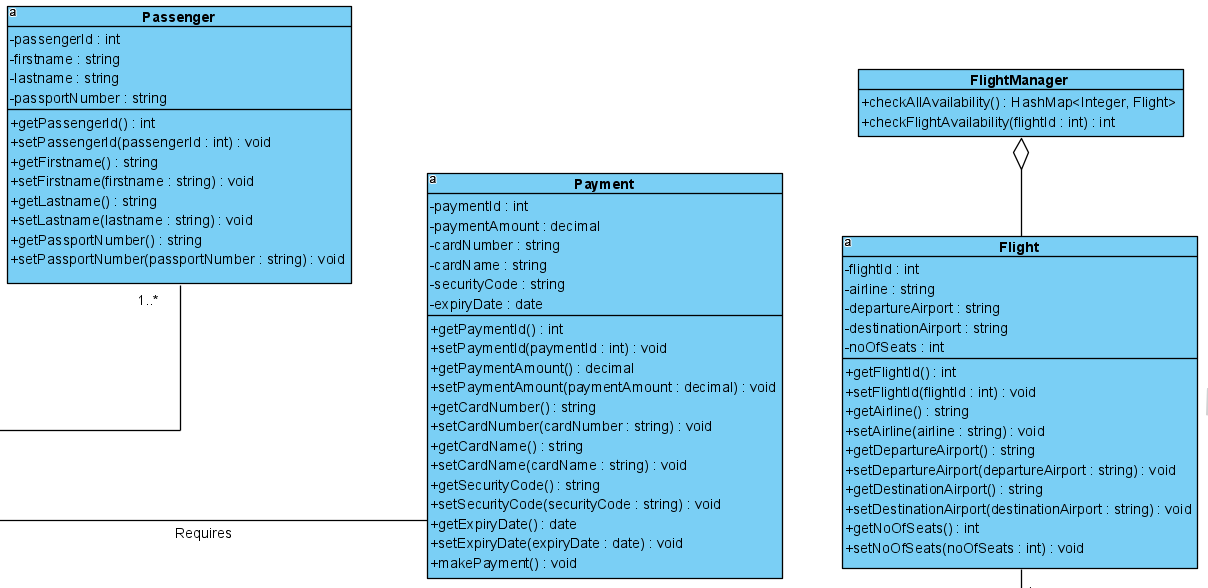 a
Passenger
-passengerId : int
-firstname : string
-lastname : string
-passportNumber : string
+getPassengerId() : int
+setPassengerId(passengerId : int) : void
+getFirstname() : string
+setFirstname(firstname : string) : void
+getLastname() : string
+setLastname(lastname : string) : void
+getPassportNumber() : string
+setPassportNumber(passportNumber : string) : void
1..*
a
Payment
-paymentId : int
-paymentAmount : decimal
-cardNumber : string
-cardName : string
-securityCode : string
-expiryDate : date
+getPaymentId() : int
+setPaymentId(paymentId : int) : void
+getPaymentAmount() : decimal
+setPaymentAmount(paymentAmount : decimal) : void
+getCardNumber() : string
+setCardNumber(cardNumber : string) : void
+getCardName() : string
+setCardName(cardName : string) : void
+getSecurityCode() : string
+setSecurityCode(securityCode : string) : void
+getExpiryDate() : date
+setExpiryDate(expiryDate : date) : void
+makePayment() : void
Requires
FlightManager
+checkAllAvailability() : HashMap<Integer, Flight>
+checkFlightAvailability(flightId : int) : int
a
Flight
-flightId : int
-airline : string
-departureAirport : string
-destinationAirport : string
-noOfSeats : int
+getFlightId() : int
+setFlightId(flightId : int) : void
+getAirline() : string
+setAirline(airline : string) : void
+getDepartureAirport() : string
+setDepartureAirport(departureAirport : string) : void
+getDestinationAirport() : string
+setDestinationAirport(destinationAirport : string) : void
+getNoOfSeats() : int
+setNoOfSeats(noOfSeats : int) : void